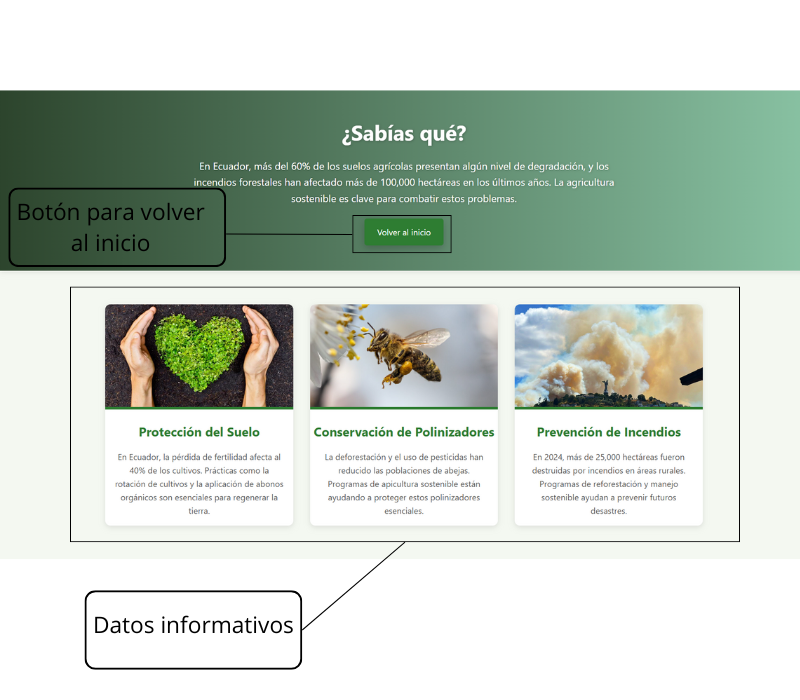 ¿Sabías qué?
En Ecuador, más del 60% de los suelos agrícolas presentan algún nivel de degradación, y los
incendios forestales han afectado más de 100,000 hectáreas en los últimos años. La agricultura
sostenible es clave para combatir estos problemas.
Botón para volver
al inicio
Volver al inicio
Protección del Suelo
En Ecuador, la pérdida de fertilidad afecta al
40% de los cultivos. Prácticas como la
rotación de cultivos y la aplicación de abonos
orgánicos son esenciales para regenerar la
tierra.
Conservación de Polinizadores
La deforestación y el uso de pesticidas han
reducido las poblaciones de abejas.
Programas de apicultura sostenible están
ayudando a proteger estos polinizadores
esenciales.
Prevención de Incendios
En 2024, más de 25,000 hectáreas fueron
destruidas por incendios en áreas rurales.
Programas de reforestación y manejo
sostenible ayudan a prevenir futuros
desastres.
Datos informativos